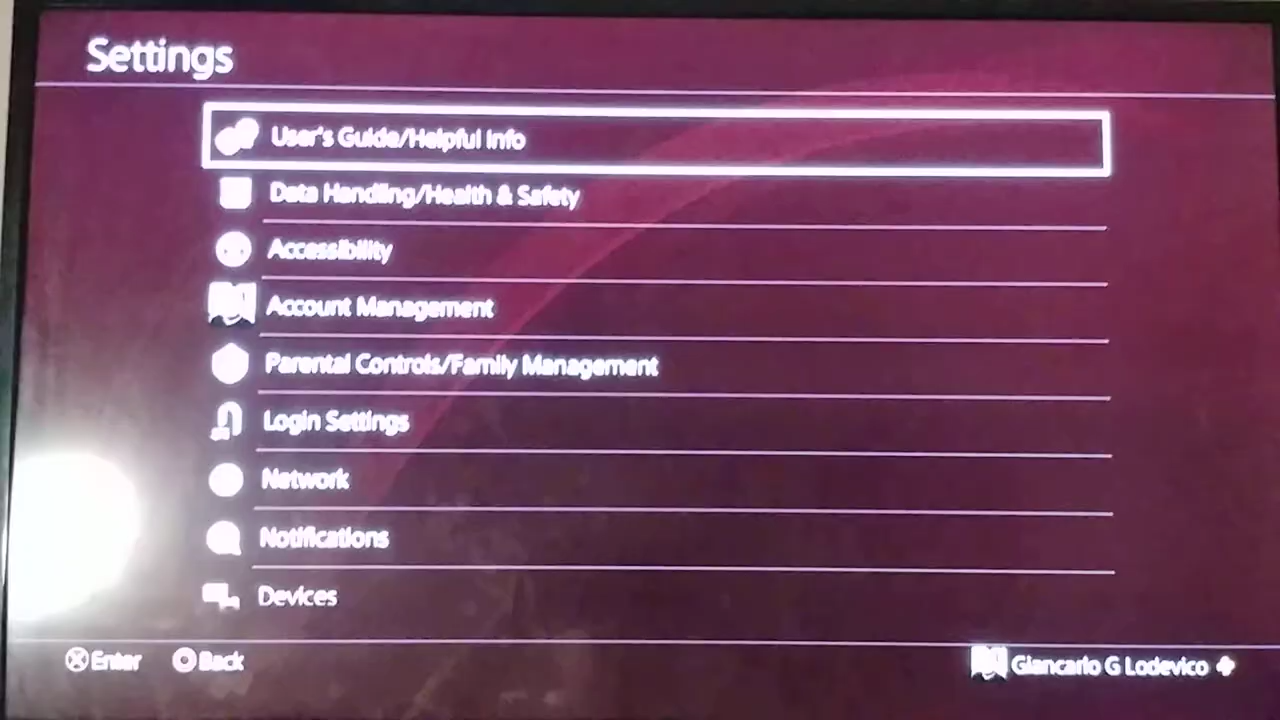 Settings
User's Guide/Helpful Info
Data Handling/Health & Safety
Accessibility
Account Management
Parental Controls/Family Management
Login Settings
Network
Notifications
Devices
Enter
Back
Giancarlo G Lodevico